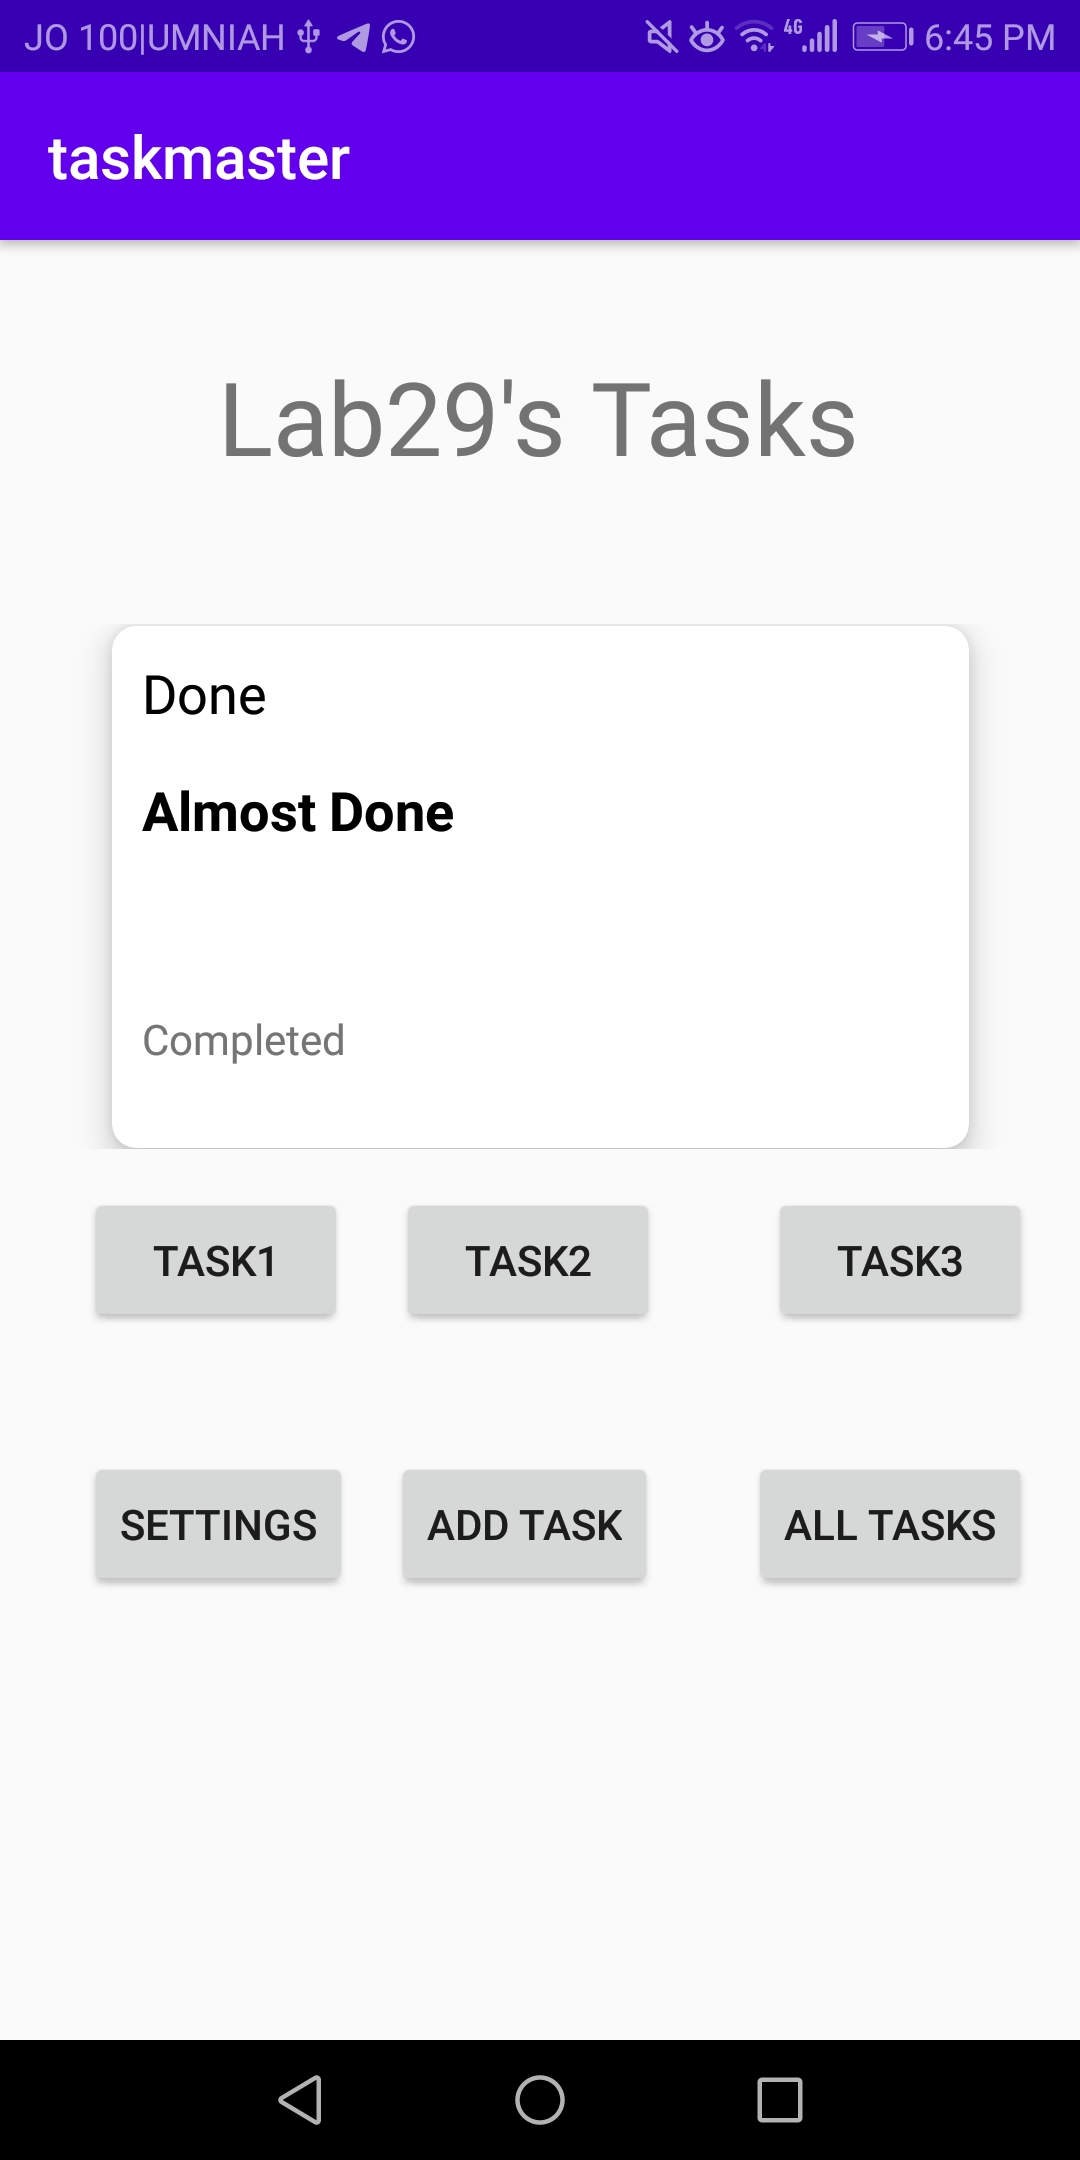 JO 100|UMNIAH 4G 6:45 PM
taskmaster
Lab29's Tasks
Done
Almost Done
Completed
TASK1 TASK2 TASK3
SETTINGS ADD TASK ALL TASKS